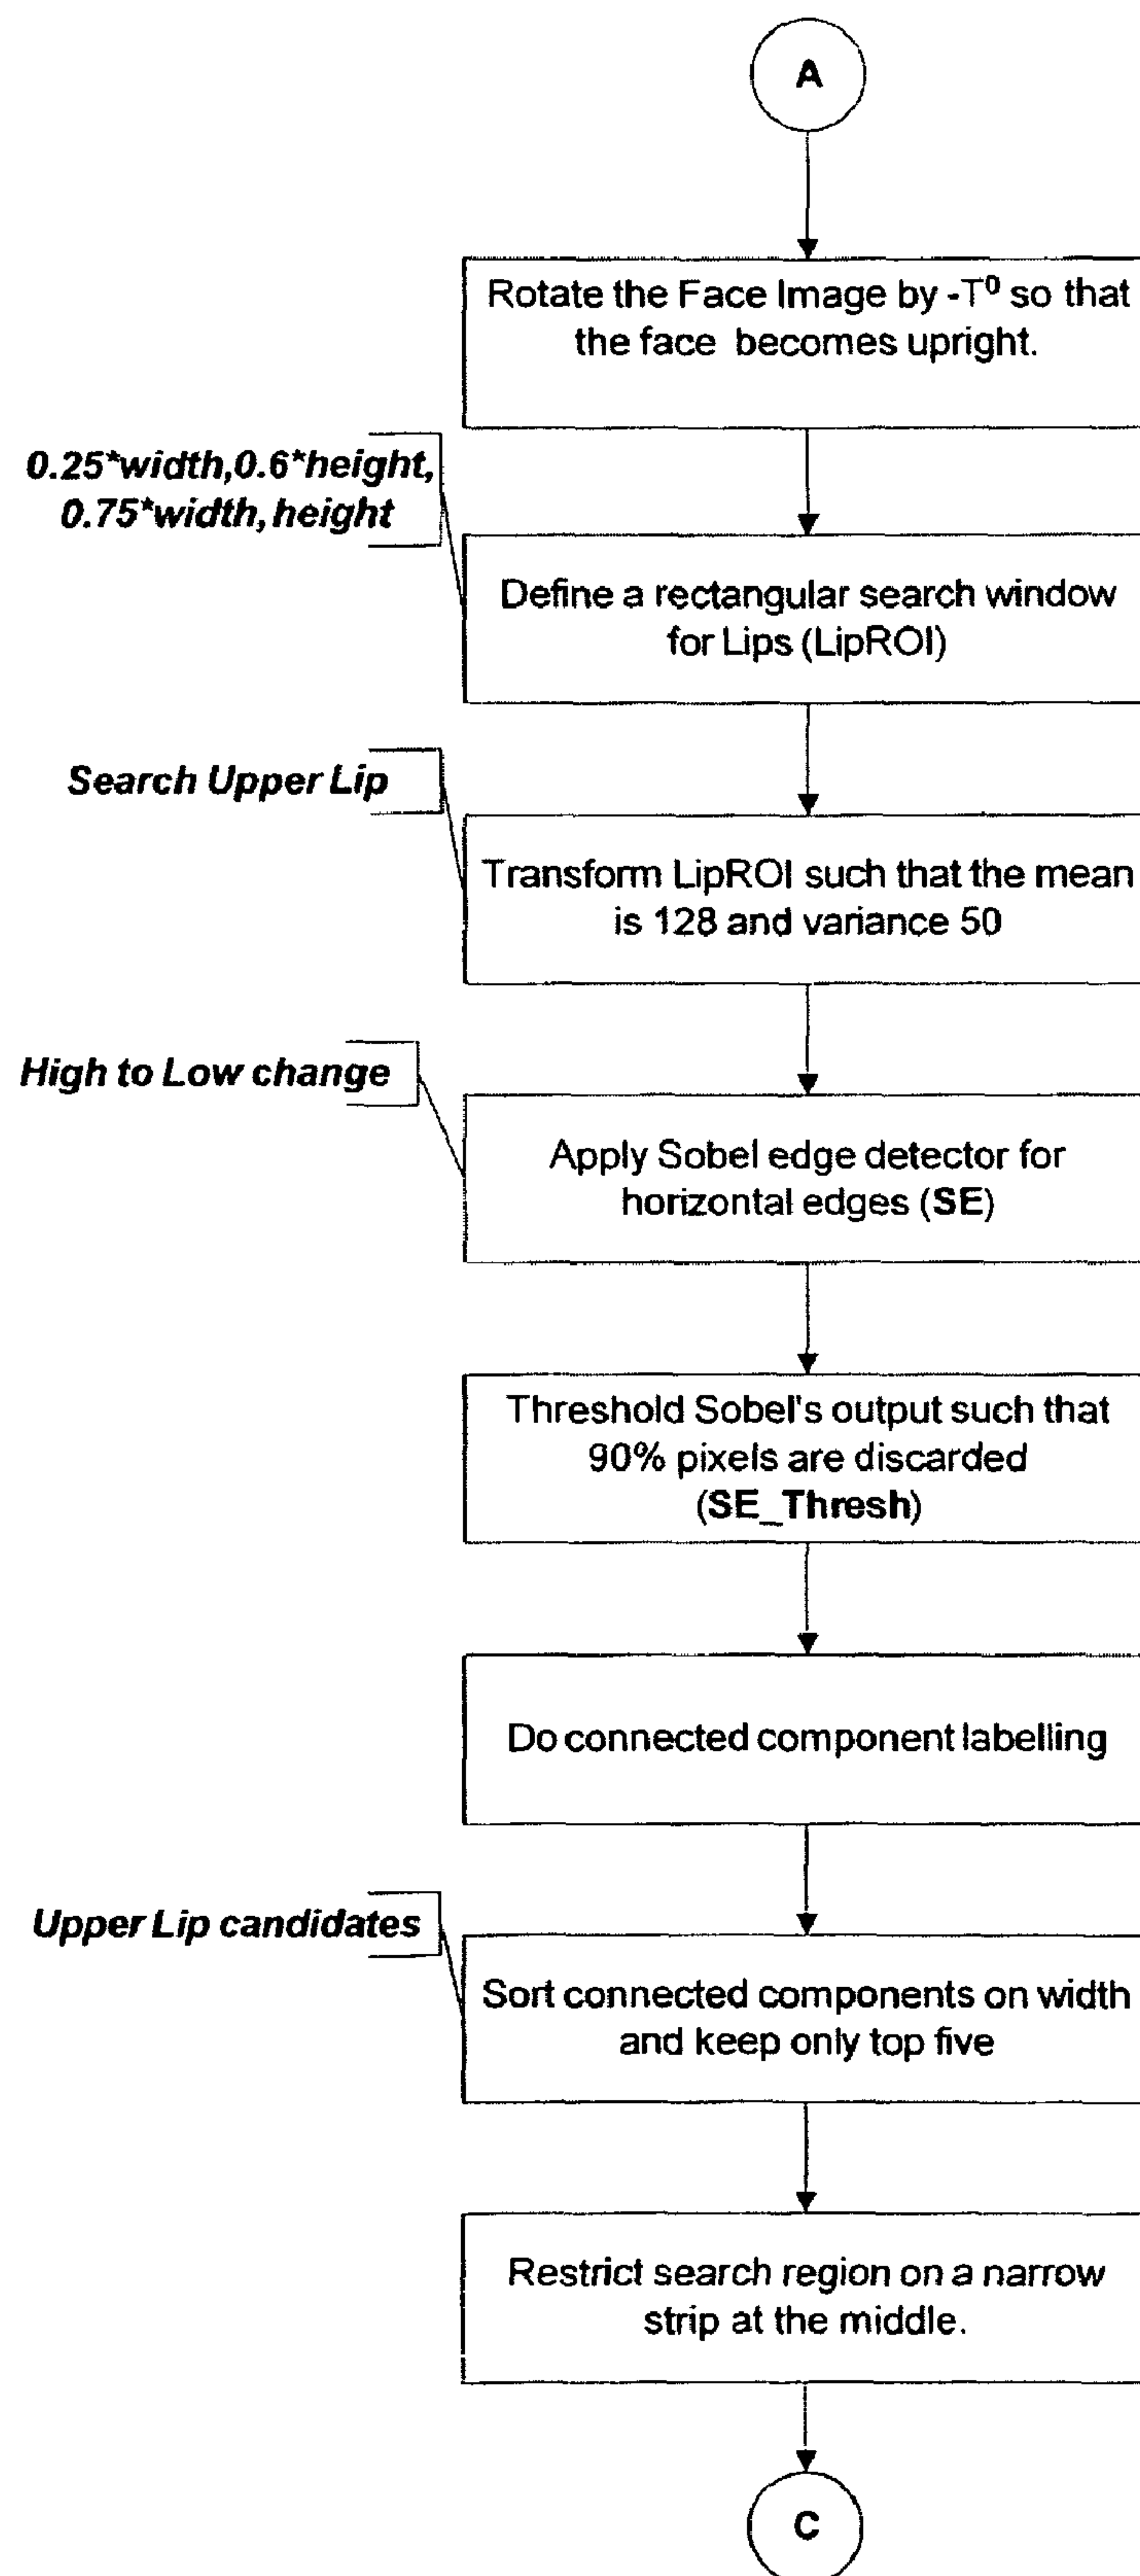 A
Rotate the Face Image by -T⁰ so that
the face becomes upright.
0.25*width,0.6*height,
0.75*width,height
Define a rectangular search window
for Lips (LipROI)
Search Upper Lip
Transform LipROI such that the mean
is 128 and variance 50
High to Low change
Apply Sobel edge detector for
horizontal edges (SE)
Threshold Sobel's output such that
90% pixels are discarded
(SE_Thresh)
Do connected component labelling
Upper Lip candidates
Sort connected components on width
and keep only top five
Restrict search region on a narrow
strip at the middle.
C